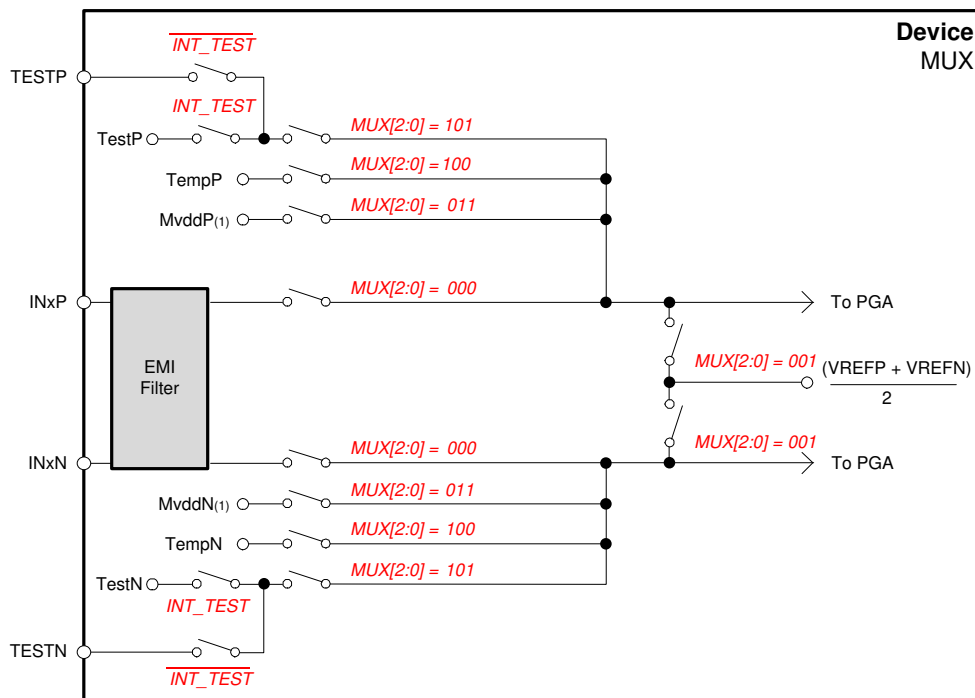 Device
MUX
INT_TEST
TESTP
INT_TEST
TestP
MUX[2:0] = 101
TempP
MUX[2:0] = 100
MvddP(1)
MUX[2:0] = 011
INxP
MUX[2:0] = 000
To PGA
EMI
Filter
MUX[2:0] = 001
(VREFP + VREFN)
2
INxN
MUX[2:0] = 000
MUX[2:0] = 001
To PGA
MvddN(1)
MUX[2:0] = 011
TempN
MUX[2:0] = 100
TestN
MUX[2:0] = 101
INT_TEST
TESTN
INT_TEST